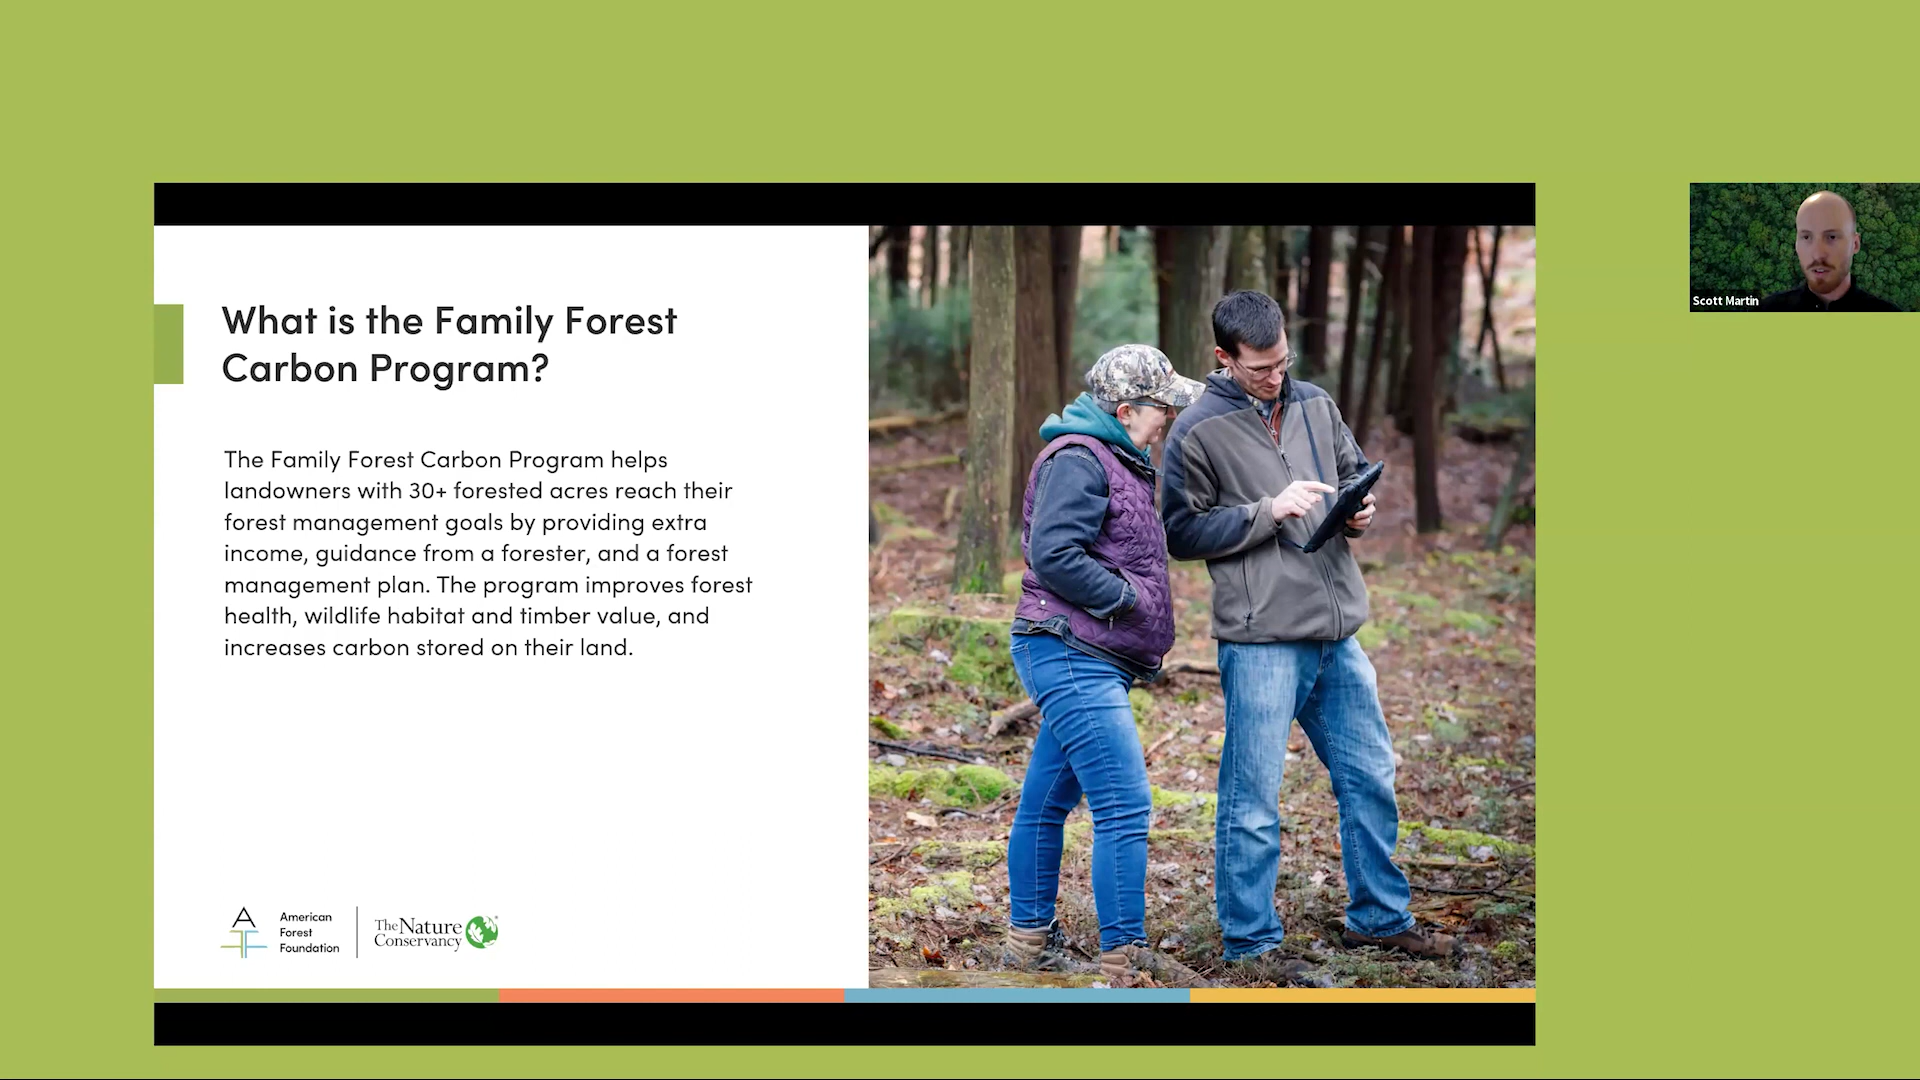 What is the Family Forest
Carbon Program?
The Family Forest Carbon Program helps
landowners with 30+ forested acres reach their
forest management goals by providing extra
income, guidance from a forester, and a forest
management plan. The program improves forest
health, wildlife habitat and timber value, and
increases carbon stored on their land.
American
Forest
Foundation
The Nature
Conservancy
Scott Martin